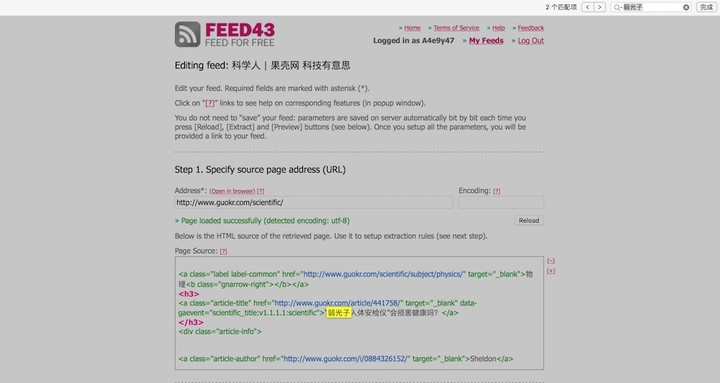 2 个匹配项 < > 弱光子 完成
FEED43
FEED FOR FREE
» Home » Terms of Service » Help » Feedback
Logged in as A4e9y47 » My Feeds » Log Out
Editing feed: 科学人 | 果壳网 科技有意思
Edit your feed. Required fields are marked with asterisk (*).
Click on "[?]" links to see help on corresponding features (in popup window).
You do not need to "save" your feed: parameters are saved on server automatically bit by bit each time you
press [Reload], [Extract] and [Preview] buttons (see below). Once you setup all the parameters, you will be
provided a link to your feed.
Step 1. Specify source page address (URL)
Address*: (Open in browser) [?] Encoding: [?]
http://www.guokr.com/scientific/
» Page loaded successfully (detected encoding: utf-8) Reload
Below is the HTML source of the retrieved page. Use it to setup extraction rules (see next step).
Page Source: [?]
[-]
[+]
<a class="label label-common" href="http://www.guokr.com/scientific/subject/physics/" target="_blank">物
理<b class="gnarrow-right"></b></a>
<h3>
<a class="article-title" href="http://www.guokr.com/article/441758/" target="_blank" data-
gaevent="scientific_title:v1.1.1.1:scientific">"弱光子人体安检仪"会损害健康吗？</a>
</h3>
<div class="article-info">
<a class="article-author" href="http://www.guokr.com/i/0884326152/" target="_blank">Sheldon</a>